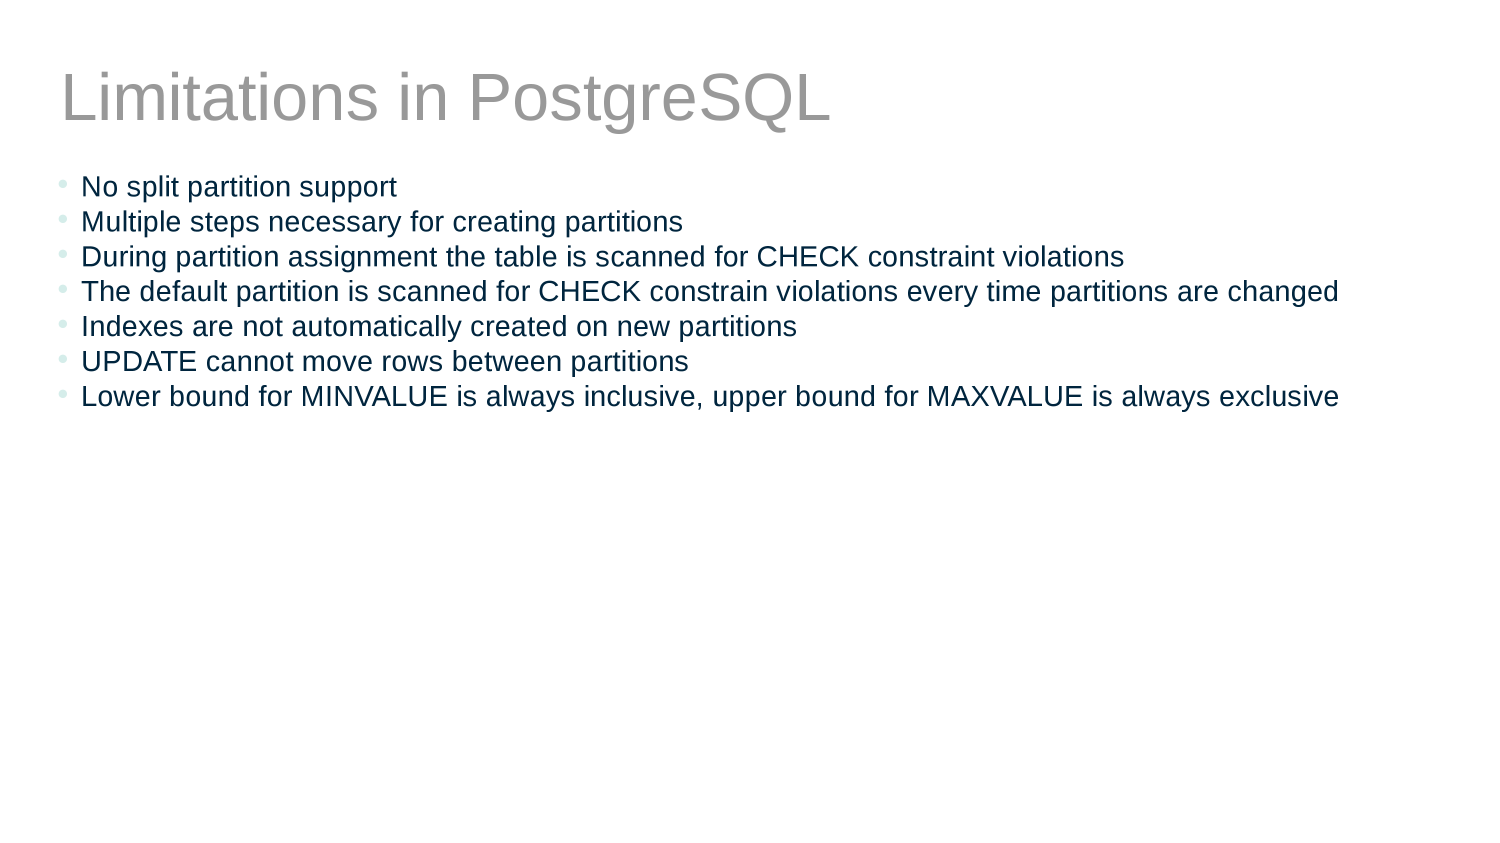 Limitations in PostgreSQL
• No split partition support
• Multiple steps necessary for creating partitions
• During partition assignment the table is scanned for CHECK constraint violations
• The default partition is scanned for CHECK constrain violations every time partitions are changed
• Indexes are not automatically created on new partitions
• UPDATE cannot move rows between partitions
• Lower bound for MINVALUE is always inclusive, upper bound for MAXVALUE is always exclusive